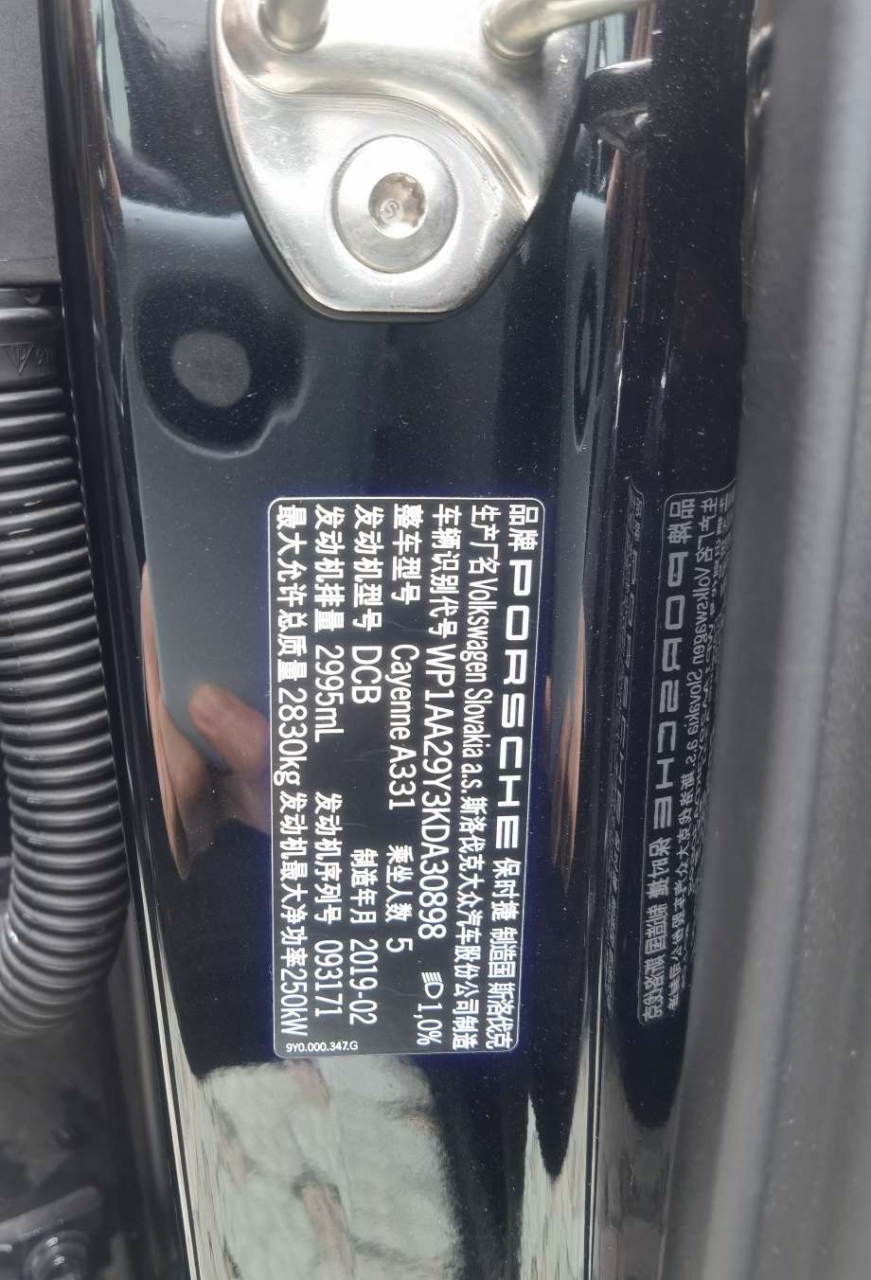 品牌 PORSCHE 保时捷 制造国 斯洛伐克
生产厂名 Volkswagen Slovakia a.s.斯洛伐克大众汽车股份公司制造
车辆识别代号 WP1AA29Y3KDA30898 1,0%
整车型号 Cayenne A331 乘坐人数 5
发动机型号 DCB 制造年月 2019-02
发动机排量 2995mL 发动机序列号 093171
最大允许总质量 2830kg 发动机最大净功率250kW
9Y0.000.347.G